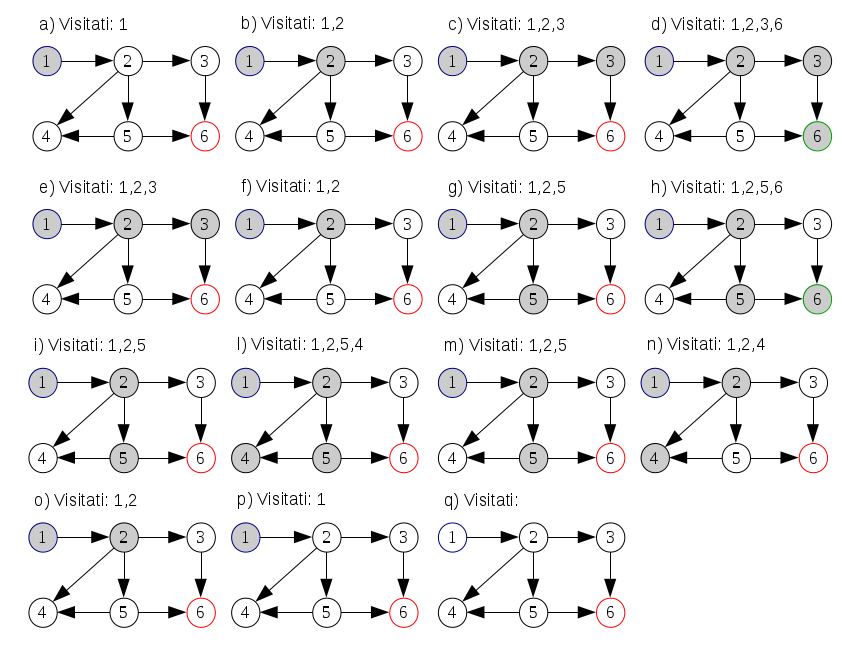 a) Visitati: 1
b) Visitati: 1,2
c) Visitati: 1,2,3
d) Visitati: 1,2,3,6
1 2 3
1 2 3
1 2 3
1 2 3
4 5 6
4 5 6
4 5 6
4 5 6
e) Visitati: 1,2,3
f) Visitati: 1,2
g) Visitati: 1,2,5
h) Visitati: 1,2,5,6
1 2 3
1 2 3
1 2 3
1 2 3
4 5 6
4 5 6
4 5 6
4 5 6
i) Visitati: 1,2,5
l) Visitati: 1,2,5,4
m) Visitati: 1,2,5
n) Visitati: 1,2,4
1 2 3
1 2 3
1 2 3
1 2 3
4 5 6
4 5 6
4 5 6
4 5 6
o) Visitati: 1,2
p) Visitati: 1
q) Visitati:
1 2 3
1 2 3
1 2 3
4 5 6
4 5 6
4 5 6